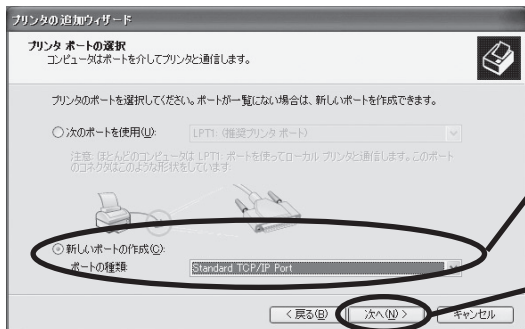 プリンタの追加ウィザード
プリンタ ポートの選択
コンピュータはポートを介してプリンタと通信します。
プリンタのポートを選択してください。ポートが一覧にない場合は、新しいポートを作成できます。
次のポートを使用(U):
LPT1: (推奨プリンタ ポート)
注意: ほとんどのコンピュータは LPT1: ポートを使ってローカル プリンタと通信します。このポート
のコネクタはこのような形状をしています:
新しいポートの作成(C):
ポートの種類:
Standard TCP/IP Port
< 戻る(B)
次へ(N) >
キャンセル